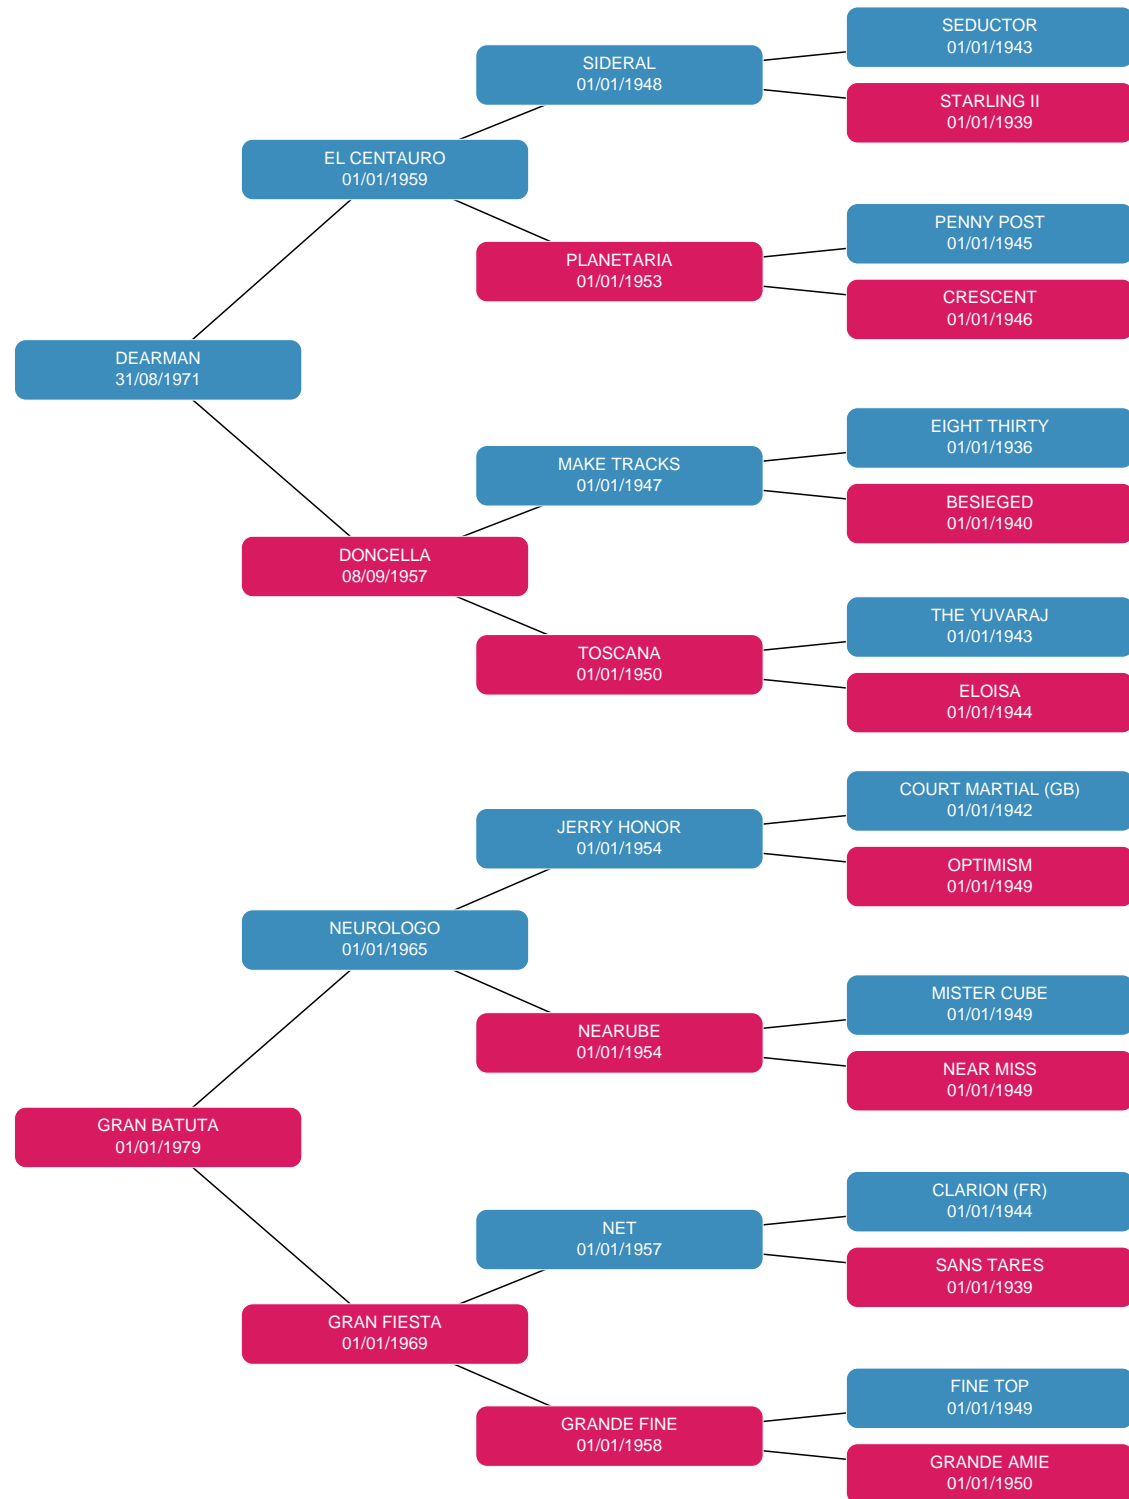 SEDUCTOR
01/01/1943
SIDERAL
01/01/1948
STARLING II
01/01/1939
EL CENTAURO
01/01/1959
PENNY POST
01/01/1945
PLANETARIA
01/01/1953
CRESCENT
01/01/1946
DEARMAN
31/08/1971
EIGHT THIRTY
01/01/1936
MAKE TRACKS
01/01/1947
BESIEGED
01/01/1940
DONCELLA
08/09/1957
THE YUVARAJ
01/01/1943
TOSCANA
01/01/1950
ELOISA
01/01/1944
COURT MARTIAL (GB)
01/01/1942
JERRY HONOR
01/01/1954
OPTIMISM
01/01/1949
NEUROLOGO
01/01/1965
MISTER CUBE
01/01/1949
NEARUBE
01/01/1954
NEAR MISS
01/01/1949
GRAN BATUTA
01/01/1979
CLARION (FR)
01/01/1944
NET
01/01/1957
SANS TARES
01/01/1939
GRAN FIESTA
01/01/1969
FINE TOP
01/01/1949
GRANDE FINE
01/01/1958
GRANDE AMIE
01/01/1950